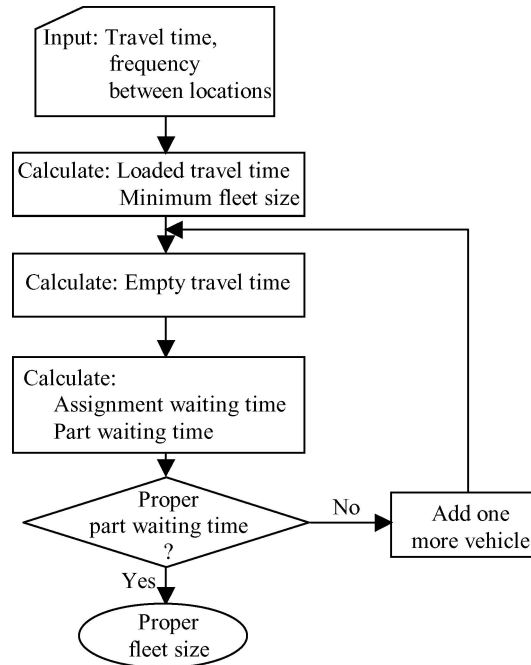 Input: Travel time,
frequency
between locations
Calculate: Loaded travel time
Minimum fleet size
Calculate: Empty travel time
Calculate:
Assignment waiting time
Part waiting time
Proper
part waiting time
?
No
Add one
more vehicle
Yes
Proper
fleet size